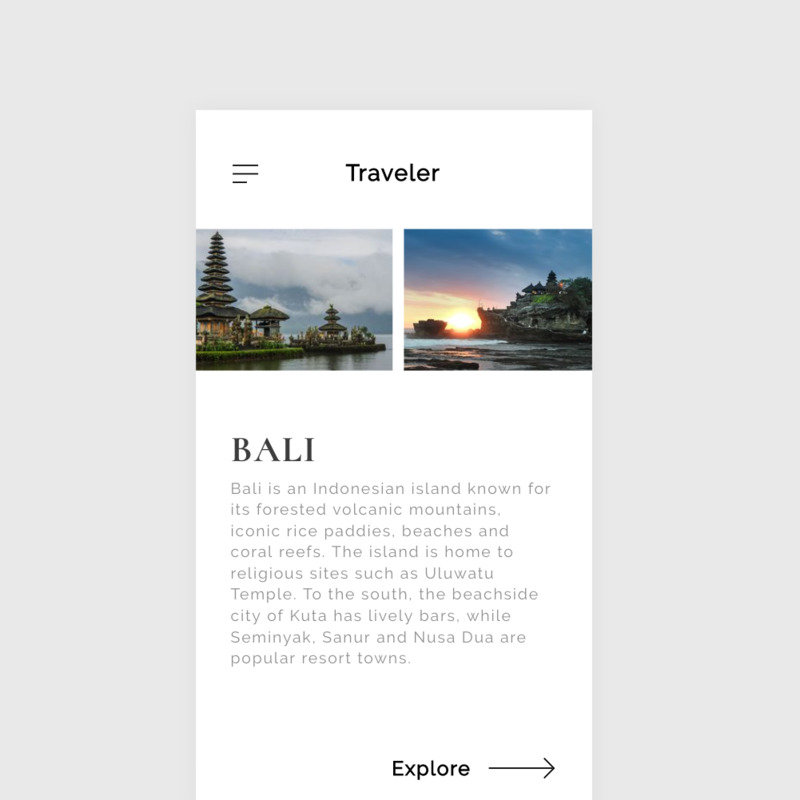 Traveler
BALI
Bali is an Indonesian island known for
its forested volcanic mountains,
iconic rice paddies, beaches and
coral reefs. The island is home to
religious sites such as Uluwatu
Temple. To the south, the beachside
city of Kuta has lively bars, while
Seminyak, Sanur and Nusa Dua are
popular resort towns.
Explore